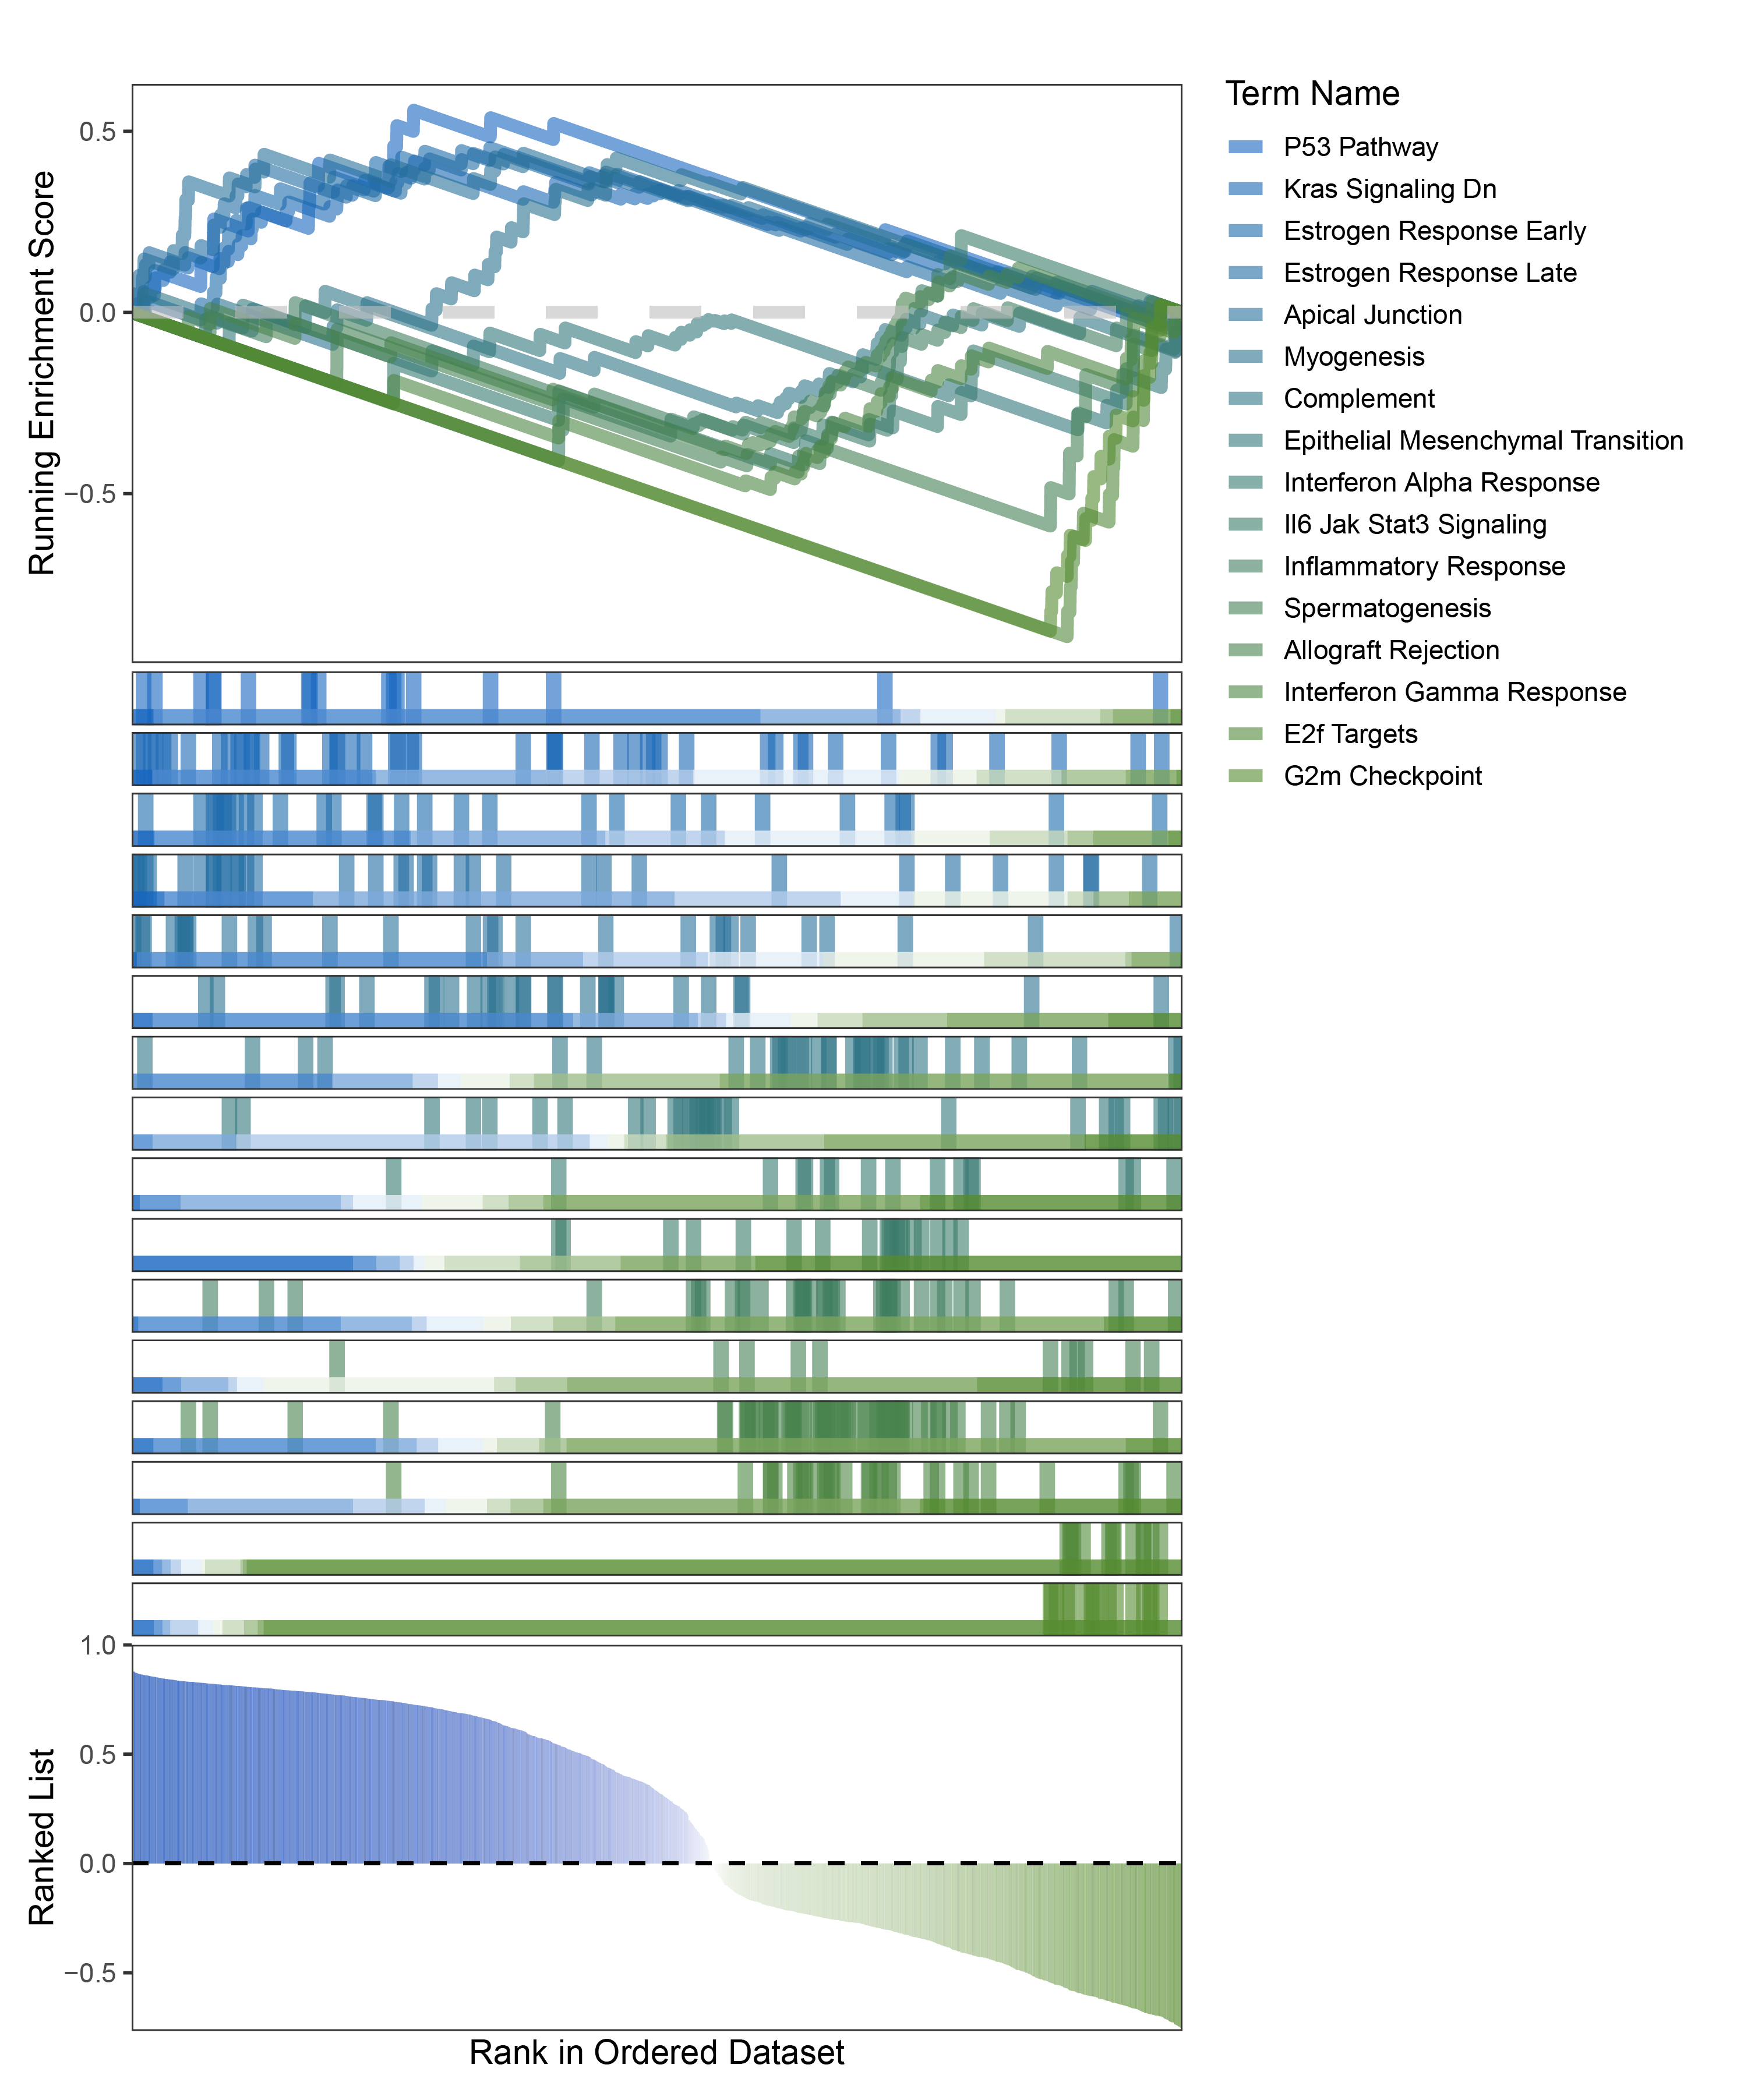 Term Name
P53 Pathway
Kras Signaling Dn
Estrogen Response Early
Estrogen Response Late
Apical Junction
Myogenesis
Complement
Epithelial Mesenchymal Transition
Interferon Alpha Response
Il6 Jak Stat3 Signaling
Inflammatory Response
Spermatogenesis
Allograft Rejection
Interferon Gamma Response
E2f Targets
G2m Checkpoint
Running Enrichment Score
0.5
0.0
−0.5
Ranked List
1.0
0.5
0.0
−0.5
Rank in Ordered Dataset